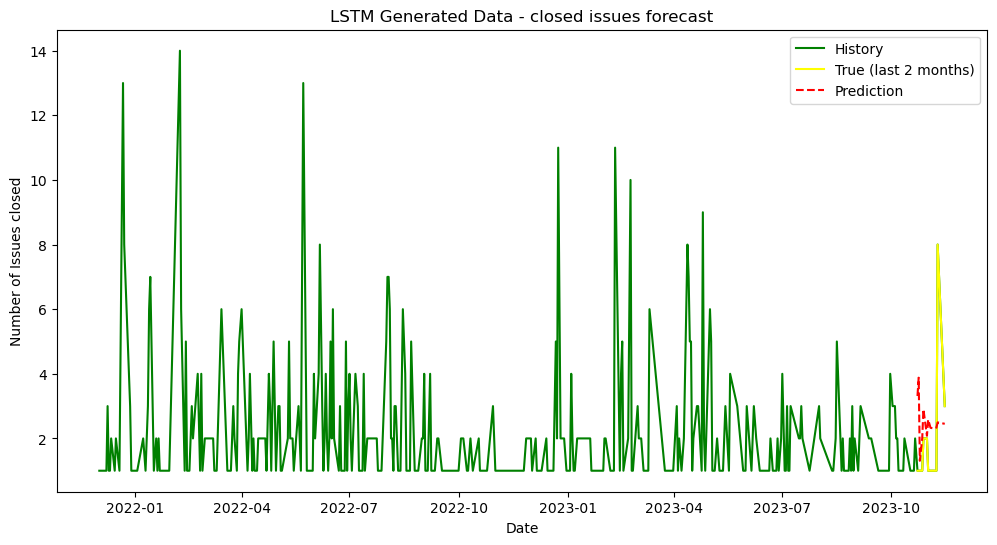 LSTM Generated Data - closed issues forecast
History
True (last 2 months)
Prediction
Number of Issues closed
14
12
10
8
6
4
2
2022-01
2022-04
2022-07
2022-10
2023-01
2023-04
2023-07
2023-10
Date